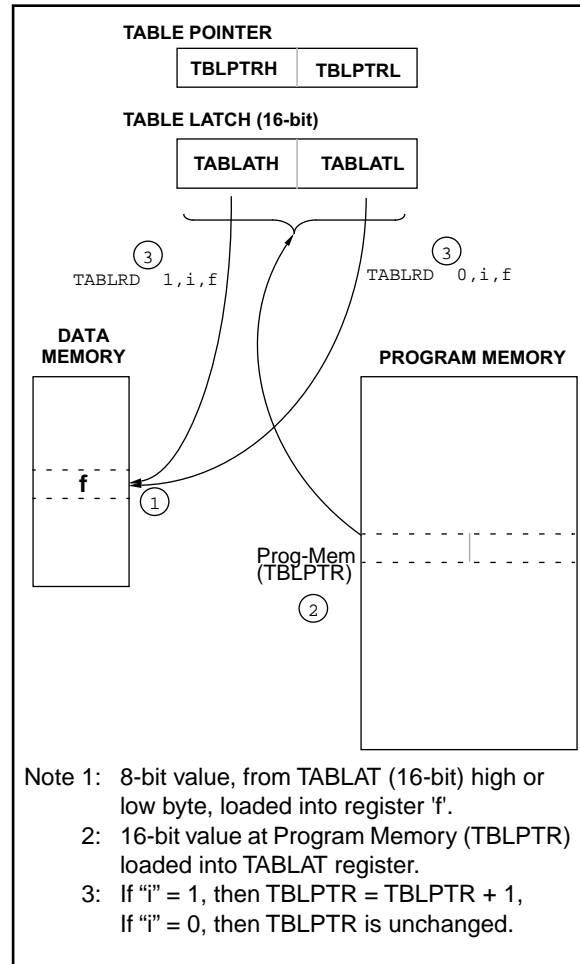 TABLE POINTER
TBLPTRH TBLPTRL
TABLE LATCH (16-bit)
TABLATH TABLATL
3 3
TABLRD 1,i,f TABLRD 0,i,f
DATA
MEMORY PROGRAM MEMORY
f
1
Prog-Mem
(TBLPTR)
2
Note 1: 8-bit value, from TABLAT (16-bit) high or
low byte, loaded into register 'f'.
2: 16-bit value at Program Memory (TBLPTR)
loaded into TABLAT register.
3: If “i” = 1, then TBLPTR = TBLPTR + 1,
If “i” = 0, then TBLPTR is unchanged.